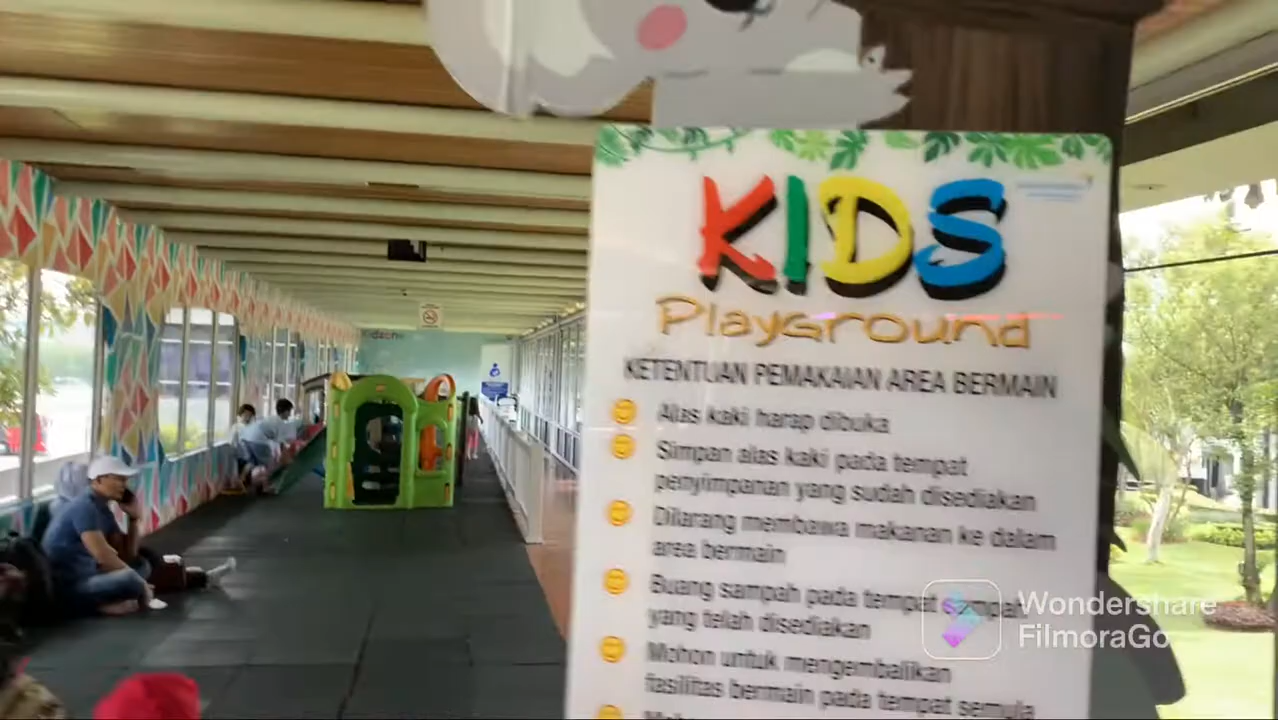 KIDS
Playground
KETENTUAN PEMAKAIAN AREA BERMAIN
Alas kaki harap dibuka
Simpan alas kaki pada tempat
penyimpanan yang sudah disediakan
Dilarang membawa makanan ke dalam
area bermain
Buang sampah pada tempat sampah
yang telah disediakan
Mohon untuk mengembalikan
fasilitas bermain pada tempat semula
Kidzone
Wondershare
FilmoraGo